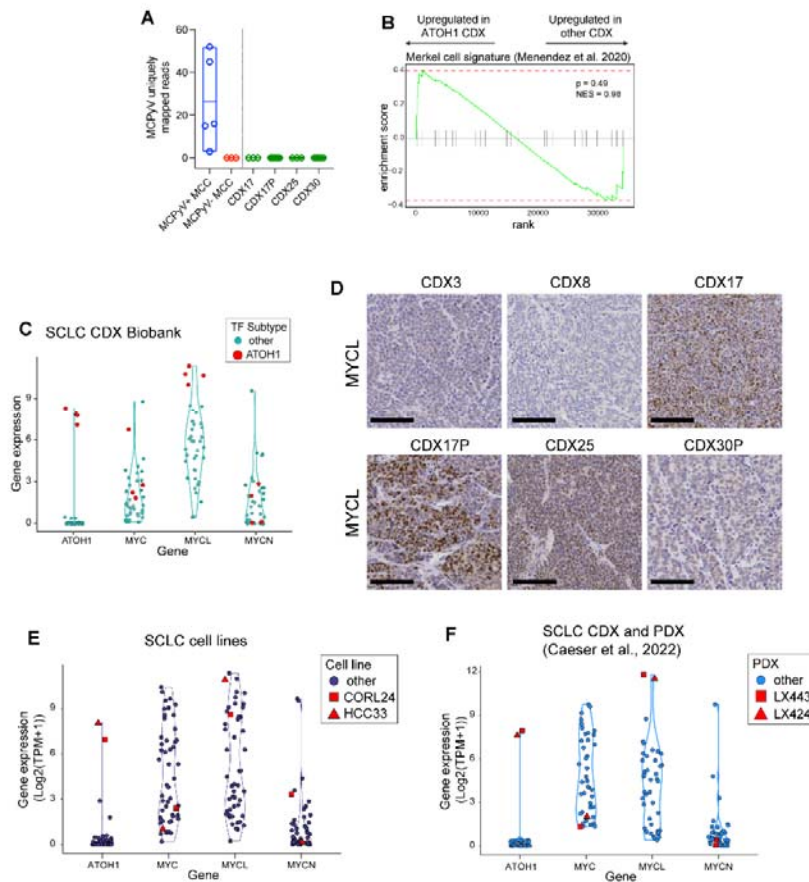 A
MCPyV uniquely
mapped reads
60
40
20
0
MCPyV+ MCC
MCPyV- MCC
CDX17
CDX17P
CDX25
CDX30
B
Upregulated in
ATOH1 CDX
Upregulated in
other CDX
Merkel cell signature (Menendez et al. 2020)
enrichment score
0.4
0.0
−0.4
p = 0.49
NES = 0.98
0
10000
20000
30000
rank
C
SCLC CDX Biobank
TF Subtype
other
ATOH1
Gene expression
9
6
3
0
ATOH1
MYC
MYCL
MYCN
Gene
D
CDX3
CDX8
CDX17
MYCL
CDX17P
CDX25
CDX30P
MYCL
E
SCLC cell lines
Cell line
other
CORL24
HCC33
Gene expression
(Log2(TPM+1))
9
6
3
0
ATOH1
MYC
MYCL
MYCN
Gene
F
SCLC CDX and PDX
(Caeser et al., 2022)
PDX
other
LX443
LX424
Gene expression
(Log2(TPM+1))
12
9
6
3
0
ATOH1
MYC
MYCL
MYCN
Gene